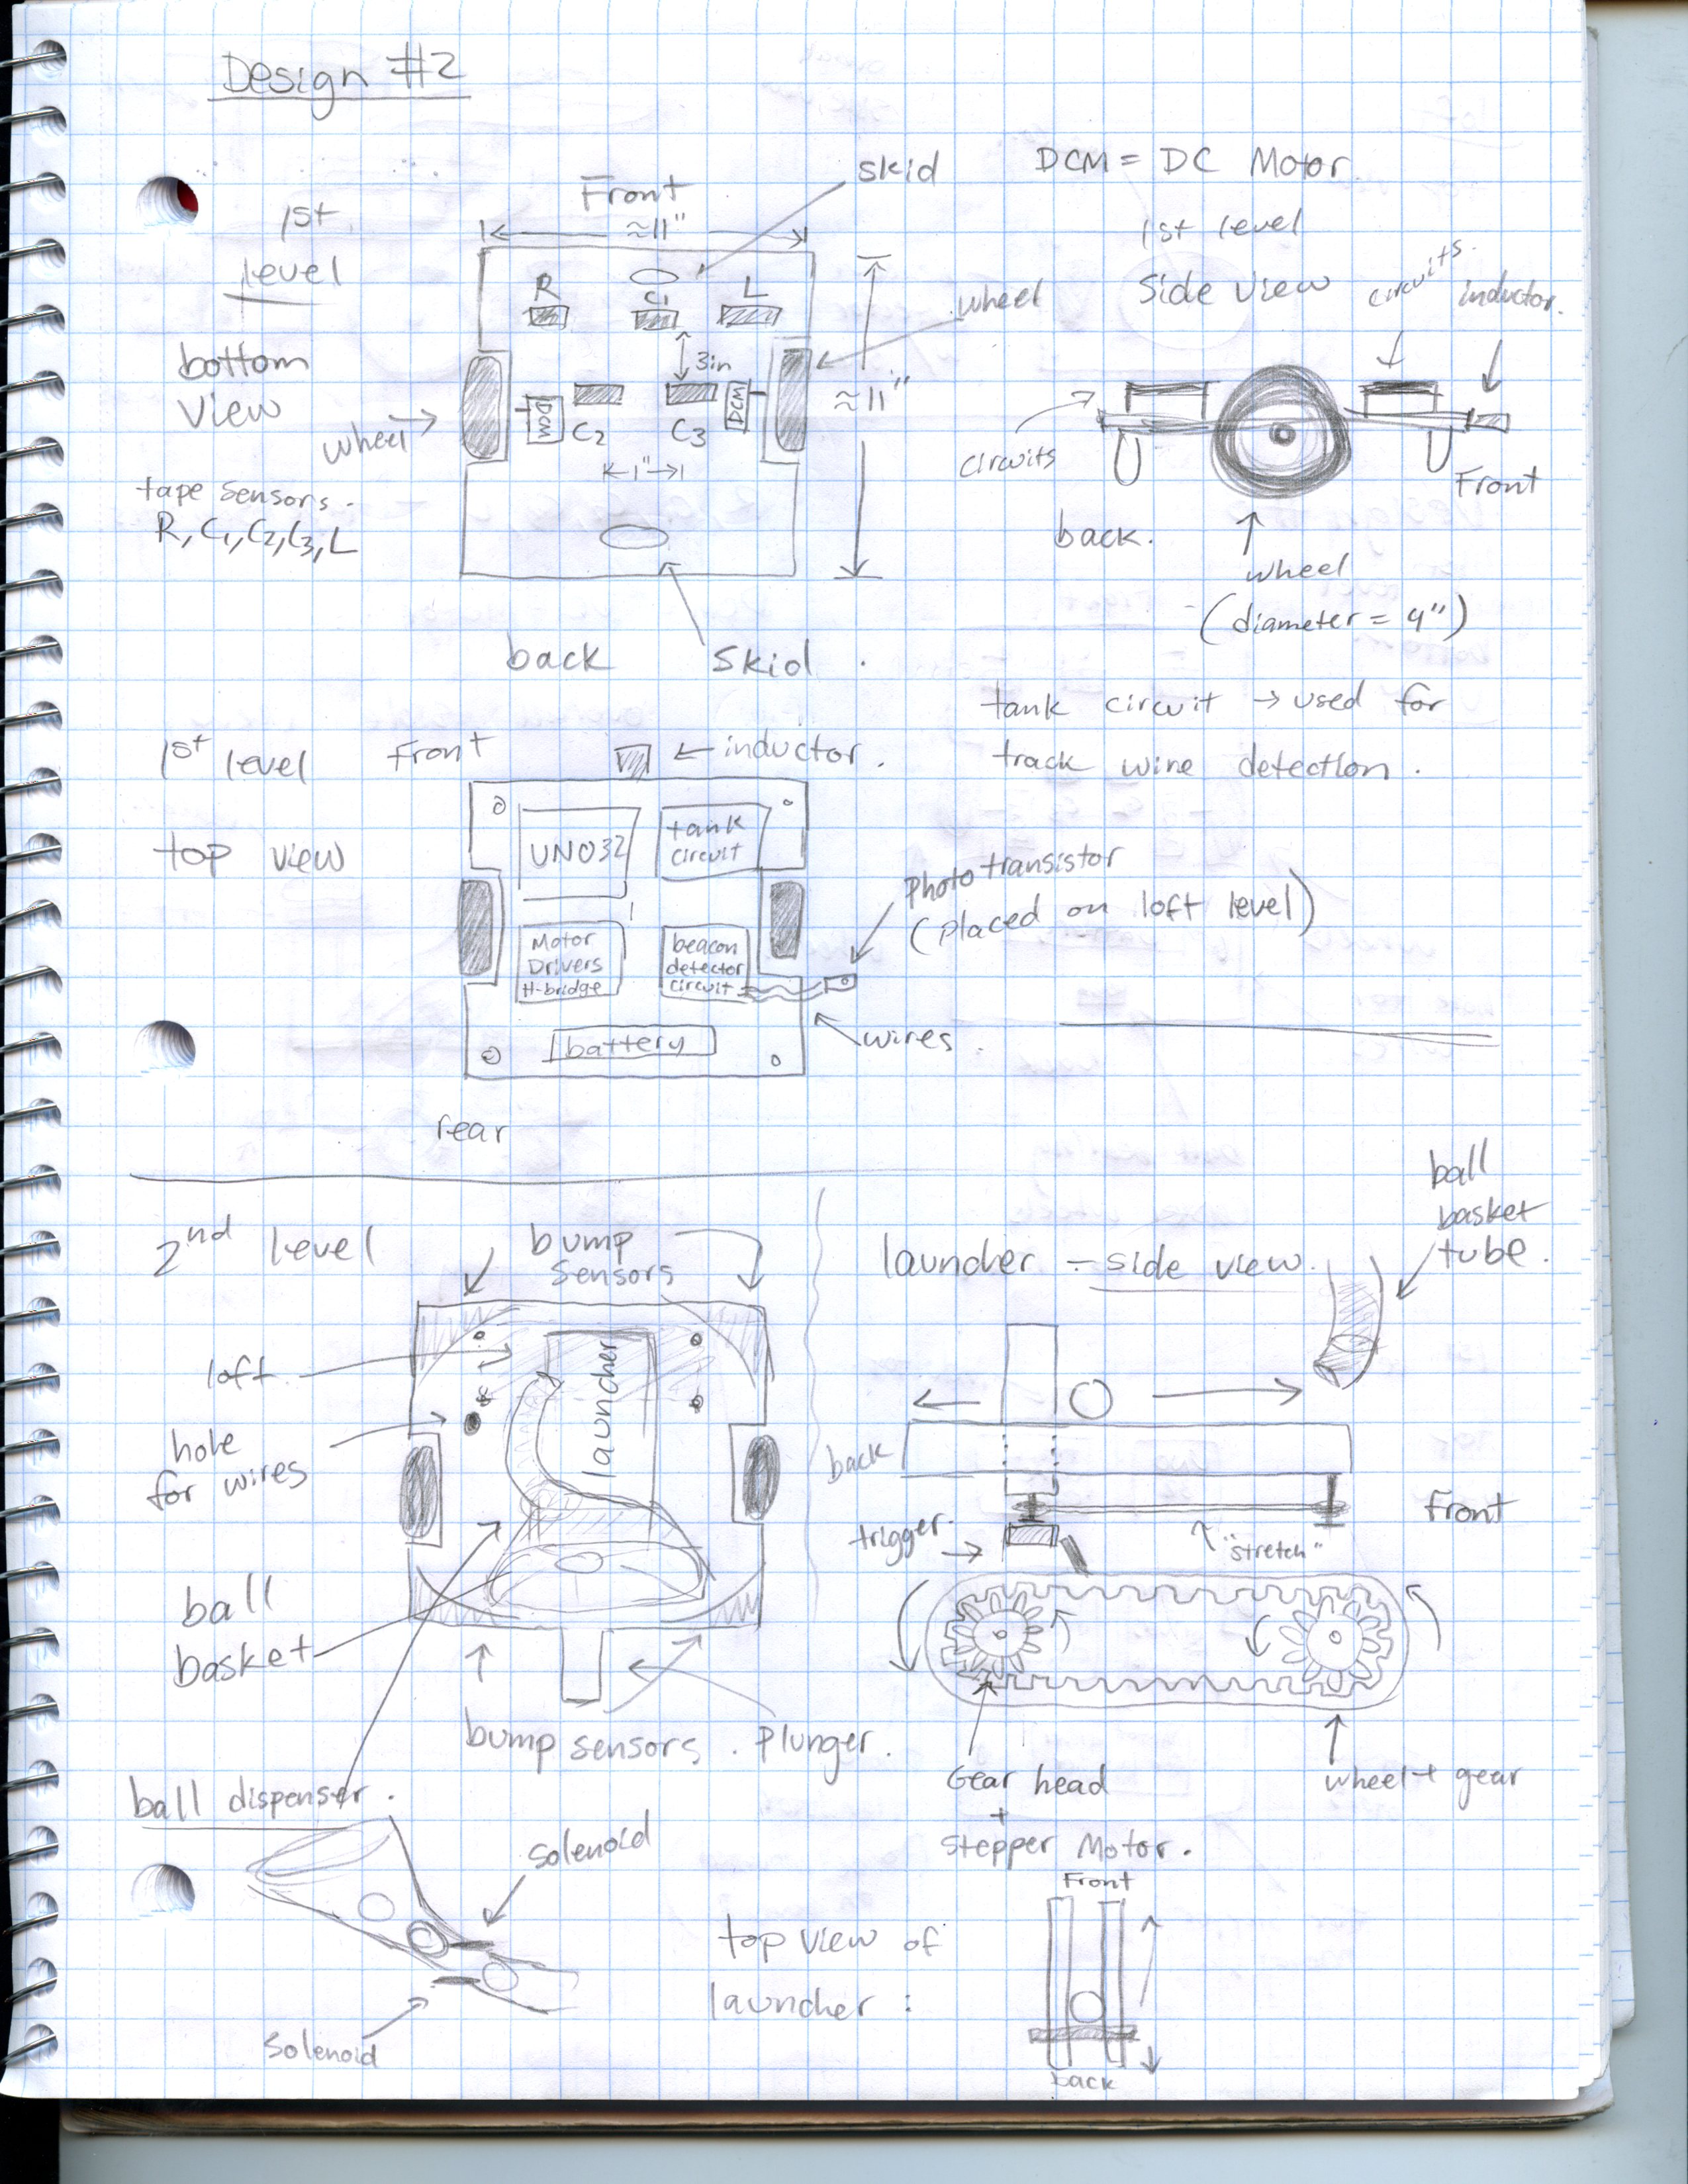 Design #2
1st
level
Front
≈11"
skid
R
C1
L
wheel
bottom
view
3in
≈11"
DCM
DCM
C2
C3
wheel
1"
tape sensors.
R, C1, C2, C3, L
back
skid
DCM = DC Motor
1st level
Side view
circuits
inductor.
circuits
Front
back.
wheel
(diameter = 4")
1st level
Front
inductor.
top view
UNO32
tank
circuit
Motor
Drivers
H-bridge
beacon
detector
circuit
battery
wires
rear
tank circuit → used for
track wire detection.
Photo transistor
(placed on loft level)
2nd level
bump
sensors
loft
launcher
hole
for wires
ball
basket
bump sensors.
Plunger.
launcher - side view.
ball
basket
tube.
back
Front
trigger.
"stretch"
Gear head
+
stepper Motor.
wheel + gear
ball dispenser.
solenoid
solenoid
top view of
launcher :
Front
back